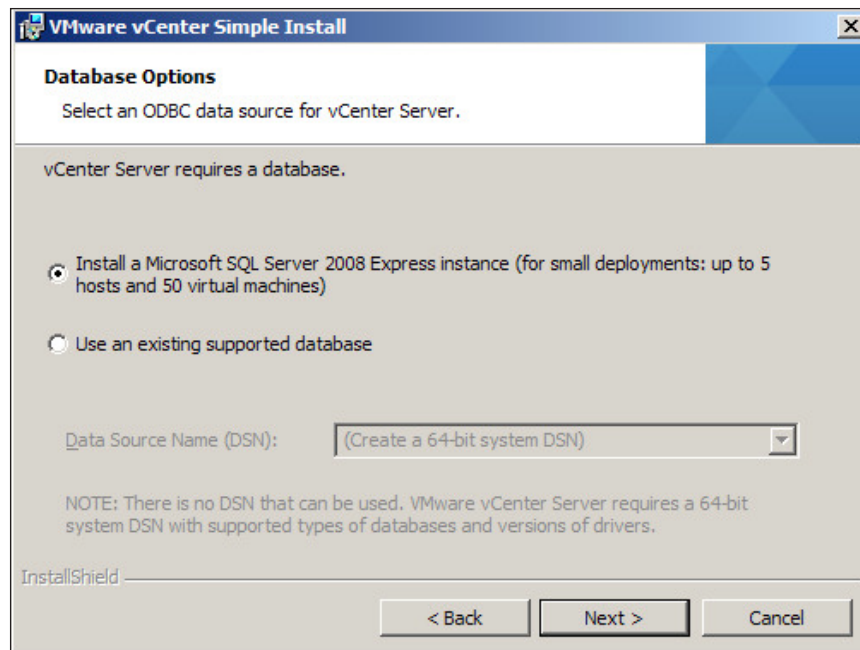 VMware vCenter Simple Install
Database Options
Select an ODBC data source for vCenter Server.
vCenter Server requires a database.
Install a Microsoft SQL Server 2008 Express instance (for small deployments: up to 5
hosts and 50 virtual machines)
Use an existing supported database
Data Source Name (DSN):
(Create a 64-bit system DSN)
NOTE: There is no DSN that can be used. VMware vCenter Server requires a 64-bit
system DSN with supported types of databases and versions of drivers.
InstallShield
< Back
Next >
Cancel